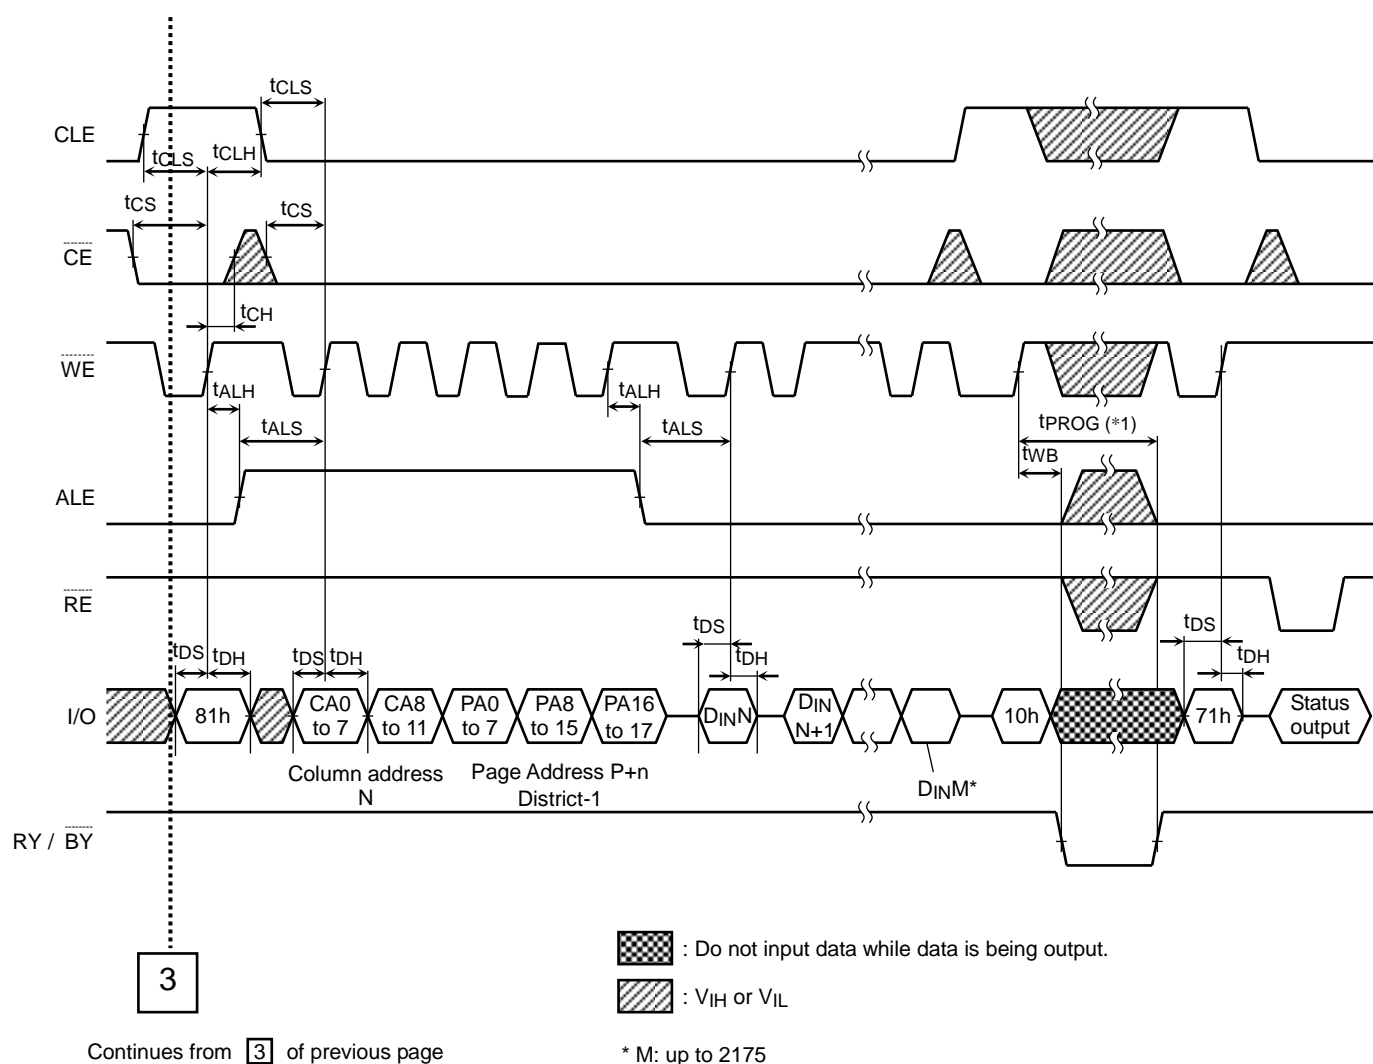 tCLS
CLE
tCLS tCLH
tCS tCS
CE
tCH
WE
tALH tALH
tALS tALS tPROG (*1)
tWB
ALE
RE
tDS tDH tDS tDH tDS tDH tDS tDH
I/O 81h CA0 to 7 CA8 to 11 PA0 to 7 PA8 to 15 PA16 to 17 DINN DIN N+1 10h 71h Status output
Column address N
Page Address P+n District-1
DINM*
RY / BY
: Do not input data while data is being output.
3
: VIH or VIL
Continues from 3 of previous page
* M: up to 2175